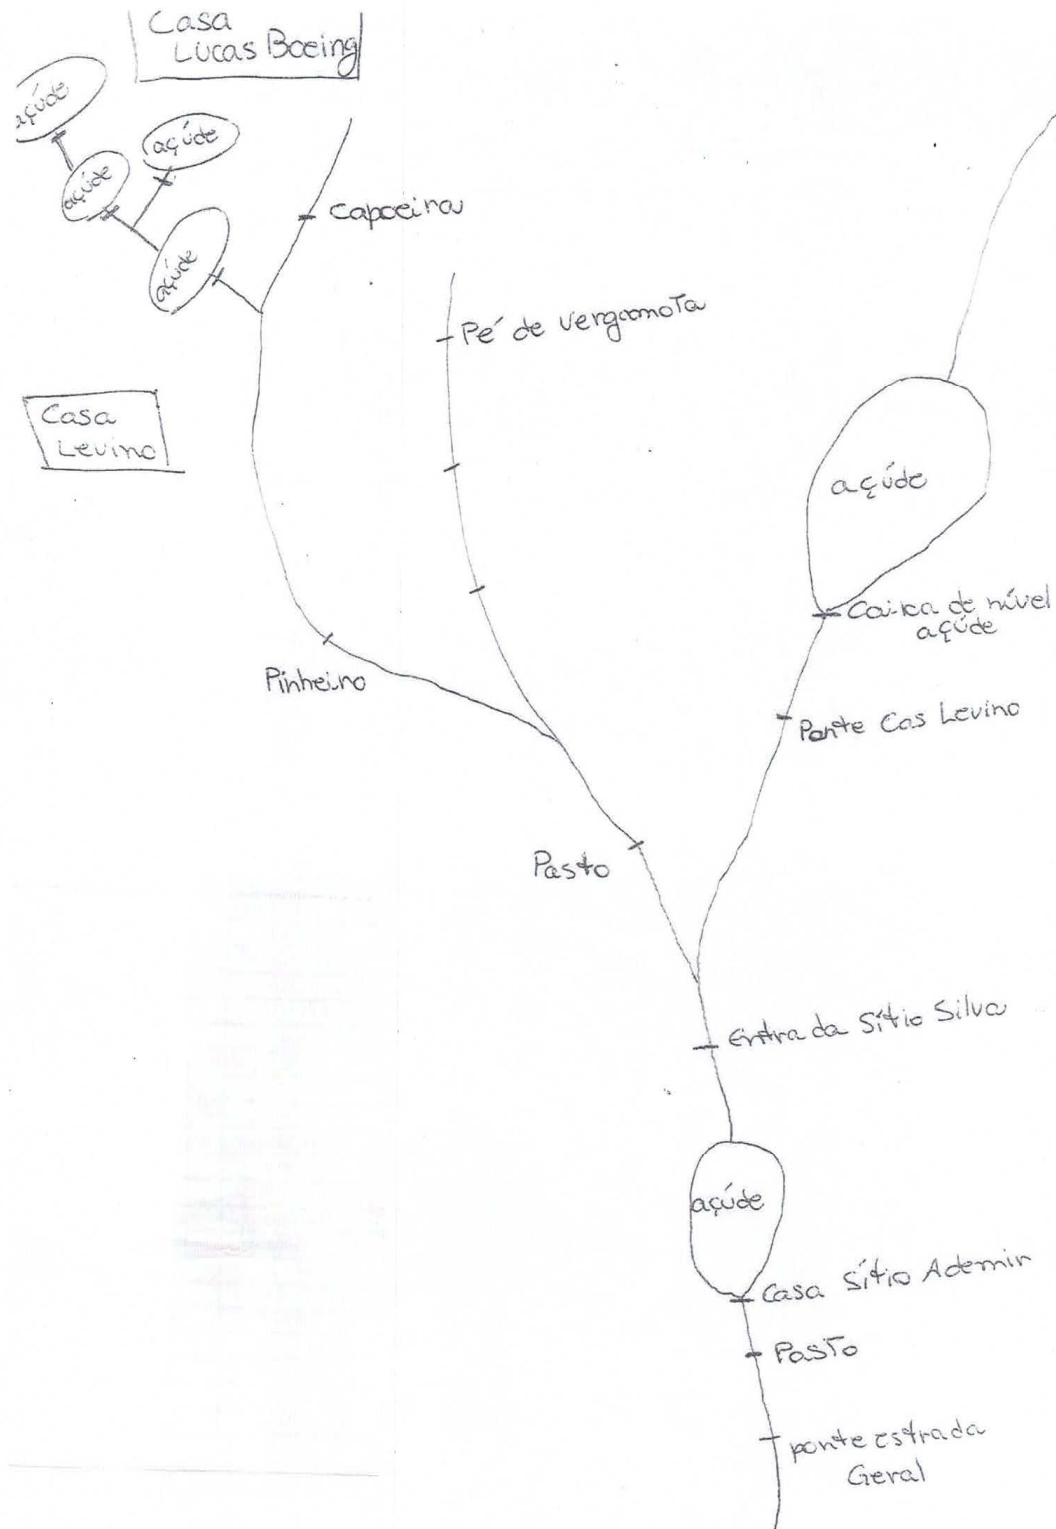 Casa
Lucas Boeing
açúde
açúde
açúde
Capoeira
açúde
Pé de vergamota
Casa
Levino
açúde
Caixa de nível
açúde
Pinheiro
Ponte Cas Levino
Pasto
Entrada Sítio Silva
açúde
Casa Sítio Ademir
Pasto
ponte estrada
Geral